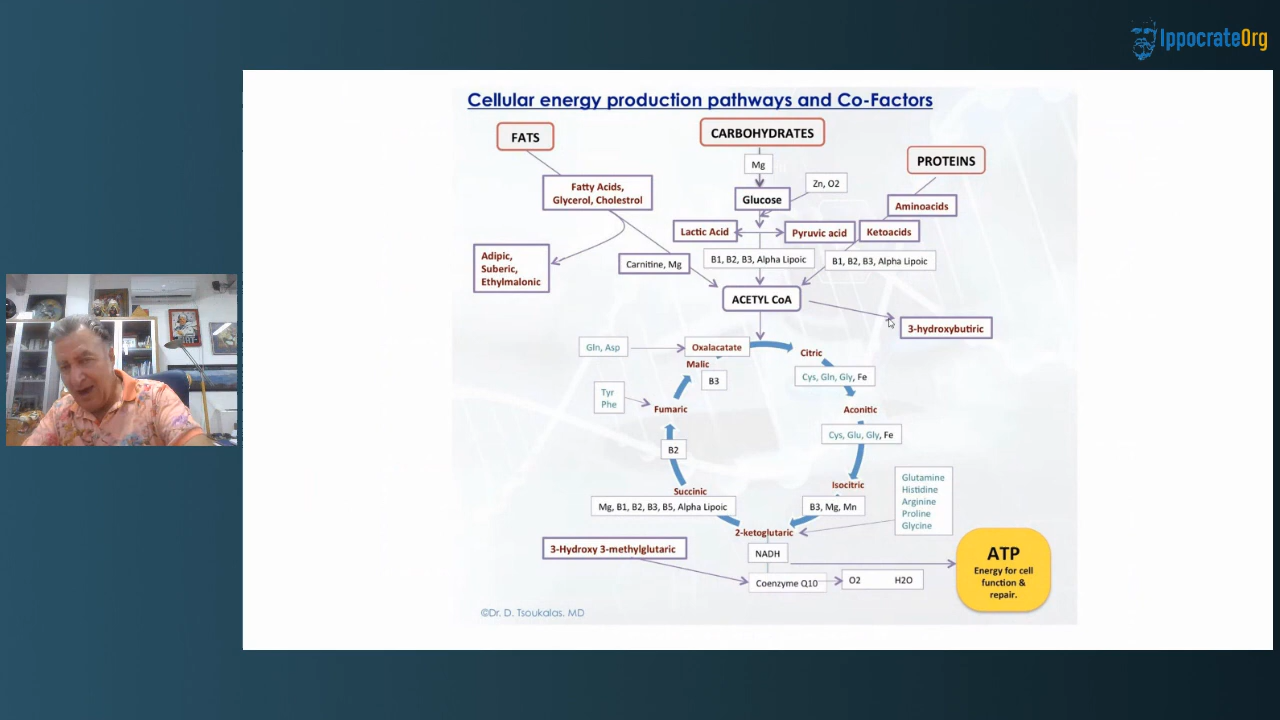 IppocrateOrg
Cellular energy production pathways and Co-Factors
FATS
CARBOHYDRATES
PROTEINS
Mg
Zn, O2
Fatty Acids,
Glycerol, Cholestrol
Glucose
Aminoacids
Lactic Acid
Pyruvic acid
Ketoacids
Adipic,
Suberic,
Ethylmalonic
Carnitine, Mg
B1, B2, B3, Alpha Lipoic
B1, B2, B3, Alpha Lipoic
ACETYL CoA
3-hydroxybutiric
Gln, Asp
Oxalacatate
Citric
Malic
B3
Cys, Gln, Gly, Fe
Tyr
Phe
Fumaric
Aconitic
Cys, Glu, Gly, Fe
B2
Succinic
Isocitric
Mg, B1, B2, B3, B5, Alpha Lipoic
B3, Mg, Mn
Glutamine
Histidine
Arginine
Proline
Glycine
2-ketoglutaric
3-Hydroxy 3-methylglutaric
NADH
Coenzyme Q10
O2 H2O
ATP
Energy for cell
function &
repair.
©Dr. D. Tsoukalas. MD